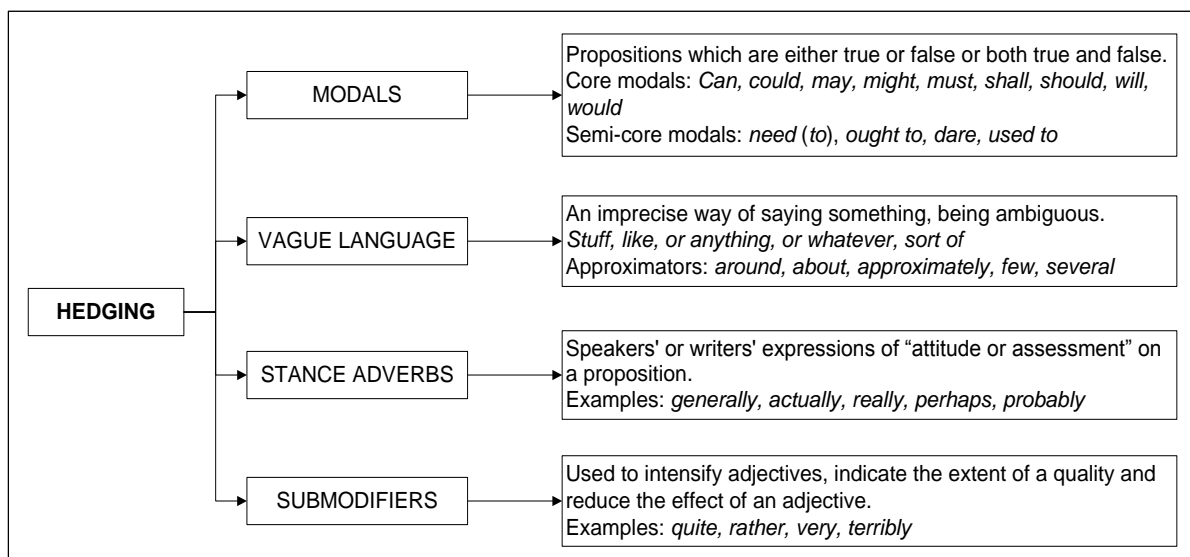 HEDGING
MODALS
Propositions which are either true or false or both true and false.
Core modals: Can, could, may, might, must, shall, should, will,
would
Semi-core modals: need (to), ought to, dare, used to
VAGUE LANGUAGE
An imprecise way of saying something, being ambiguous.
Stuff, like, or anything, or whatever, sort of
Approximators: around, about, approximately, few, several
STANCE ADVERBS
Speakers' or writers' expressions of “attitude or assessment” on
a proposition.
Examples: generally, actually, really, perhaps, probably
SUBMODIFIERS
Used to intensify adjectives, indicate the extent of a quality and
reduce the effect of an adjective.
Examples: quite, rather, very, terribly